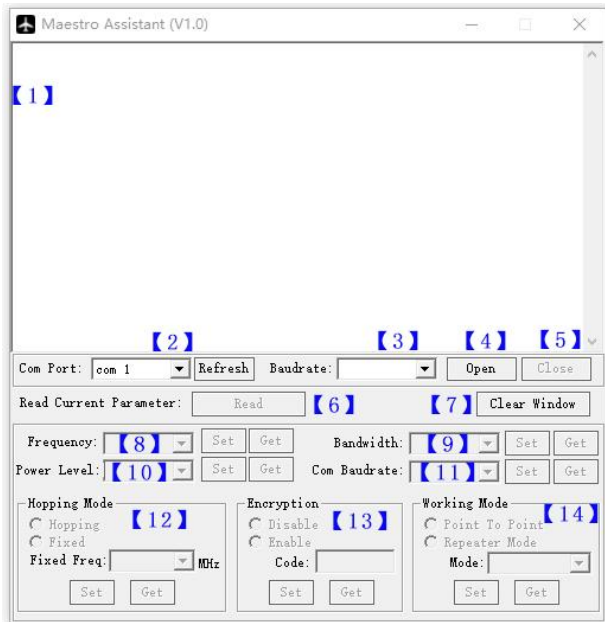 Maestro Assistant (V1.0)
【1】
【2】 【3】 【4】 【5】
Com Port: com 1 Refresh Baudrate: Open Close
Read Current Parameter: Read 【6】 【7】 Clear Window
Frequency: 【8】 Set Get Bandwidth: 【9】 Set Get
Power Level: 【10】 Set Get Com Baudrate: 【11】 Set Get
Hopping Mode Encryption Working Mode
Hopping 【12】 Disable 【13】 Point To Point 【14】
Fixed Enable Repeater Mode
Fixed Freq: MHz Code: Mode:
Set Get Set Get Set Get